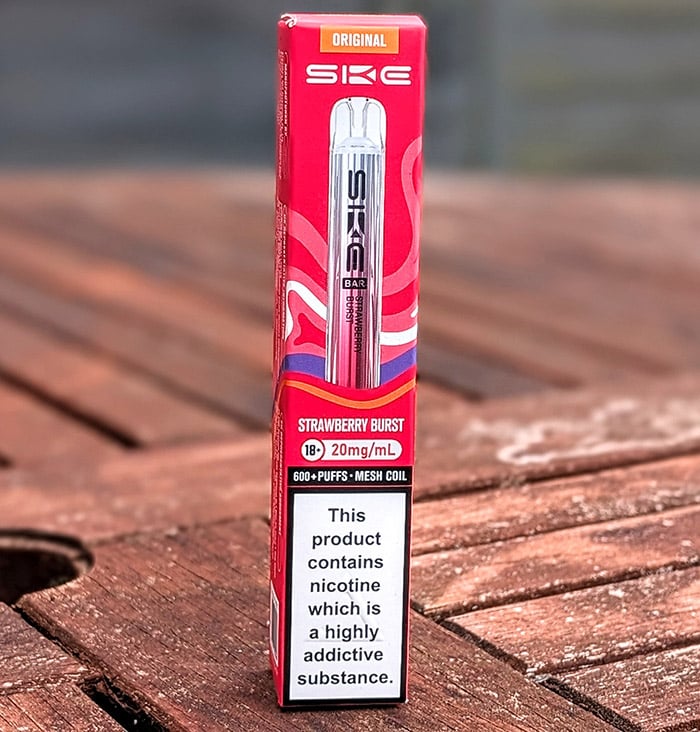 ORIGINAL
SKE
SKE
BAR
STRAWBERRY
BURST
STRAWBERRY BURST
18+ 20mg/mL
600+PUFFS·MESH COIL
This
product
contains
nicotine
which is
a highly
addictive
substance.